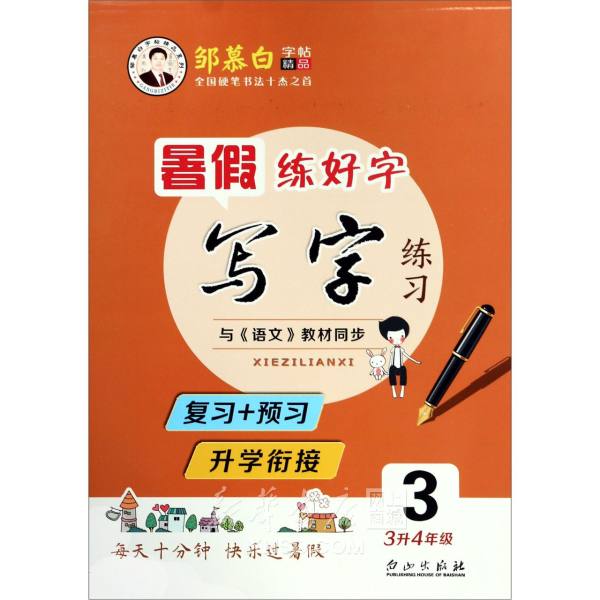 邹慕白 字帖精品
全国硬笔书法十杰之首
暑假 练好字
写字
练习
与《语文》教材同步
XIEZILIANXI
复习+预习
升学衔接
3
3升4年级
每天十分钟 快乐过暑假
白山出版社
PUBLISHING HOUSE OF BAISHAN